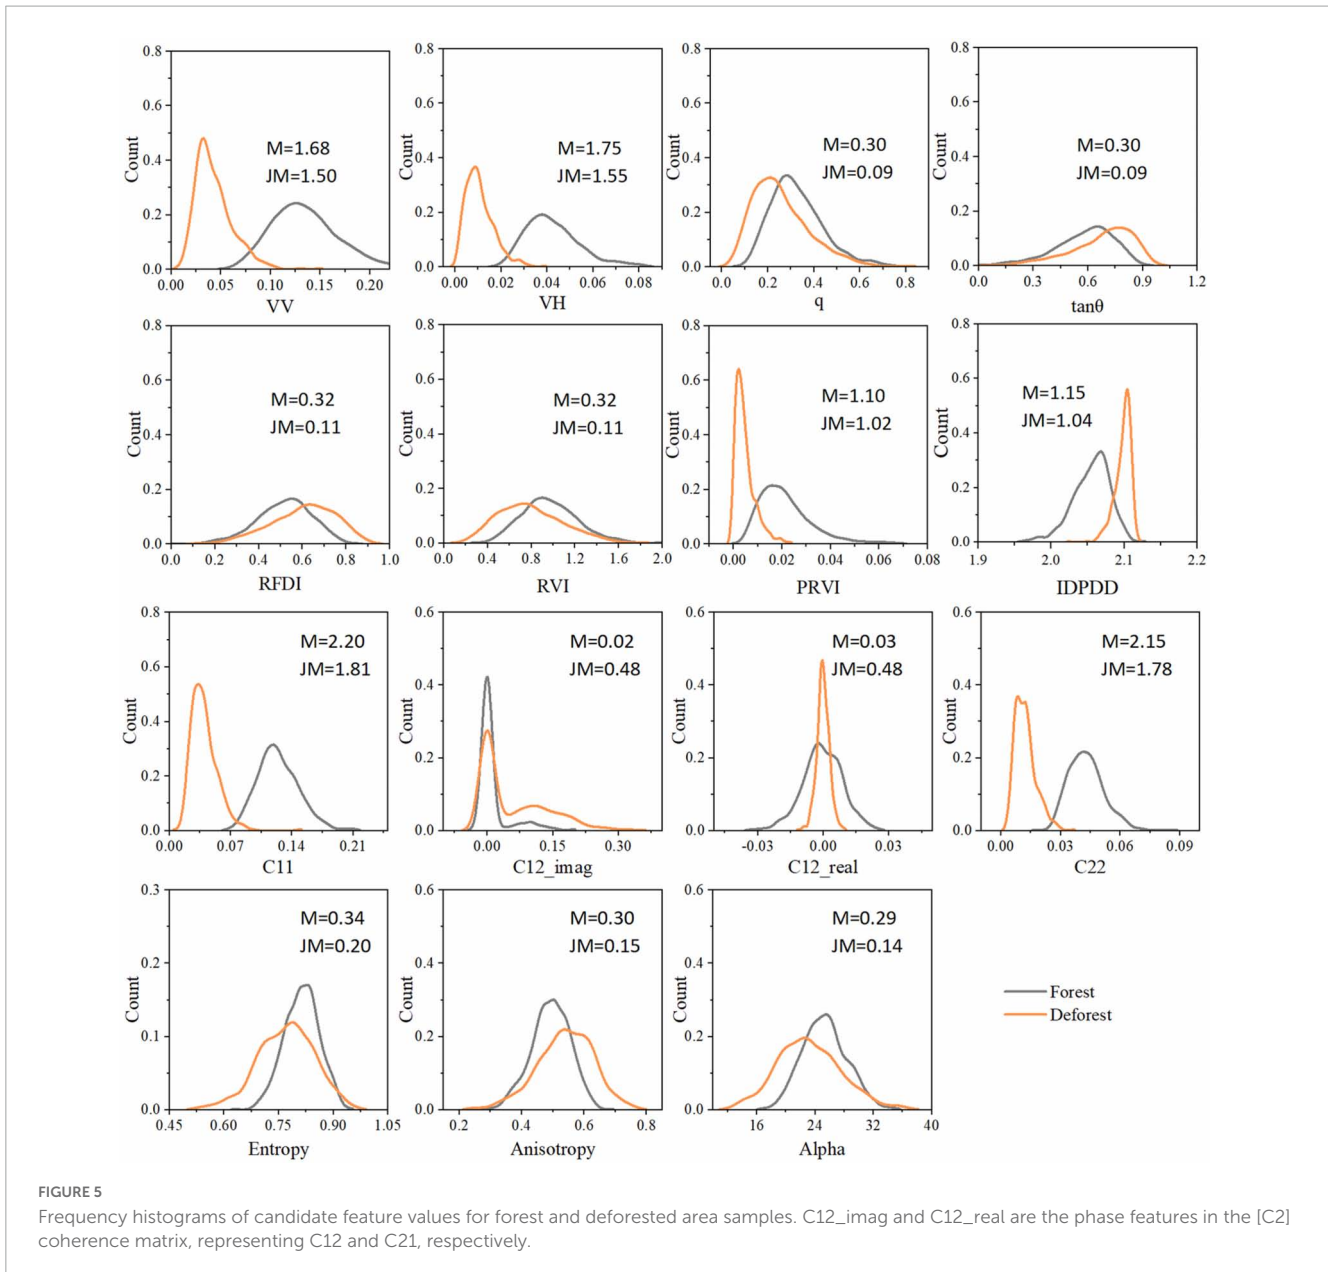 0.8
0.6
0.4
0.2
0.0
Count
M=1.68
JM=1.50
0.00 0.05 0.10 0.15 0.20
VV
0.8
0.6
0.4
0.2
0.0
Count
M=1.75
JM=1.55
0.00 0.02 0.04 0.06 0.08
VH
0.8
0.6
0.4
0.2
0.0
Count
M=0.30
JM=0.09
0.0 0.2 0.4 0.6 0.8
q
0.8
0.6
0.4
0.2
0.0
Count
M=0.30
JM=0.09
0.0 0.3 0.6 0.9 1.2
tanθ
0.8
0.6
0.4
0.2
0.0
Count
M=0.32
JM=0.11
0.0 0.2 0.4 0.6 0.8 1.0
RFDI
0.8
0.6
0.4
0.2
0.0
Count
M=0.32
JM=0.11
0.0 0.4 0.8 1.2 1.6 2.0
RVI
0.8
0.6
0.4
0.2
0.0
Count
M=1.10
JM=1.02
0.00 0.02 0.04 0.06 0.08
PRVI
0.8
0.6
0.4
0.2
0.0
Count
M=1.15
JM=1.04
1.9 2.0 2.1 2.2
IDPDD
0.8
0.6
0.4
0.2
0.0
Count
M=2.20
JM=1.81
0.00 0.07 0.14 0.21
C11
0.6
0.4
0.2
0.0
Count
M=0.02
JM=0.48
0.00 0.15 0.30
C12_imag
0.6
0.4
0.2
0.0
Count
M=0.03
JM=0.48
-0.03 0.00 0.03
C12_real
0.6
0.4
0.2
0.0
Count
M=2.15
JM=1.78
0.00 0.03 0.06 0.09
C22
0.3
0.2
0.1
0.0
Count
M=0.34
JM=0.20
0.45 0.60 0.75 0.90 1.05
Entropy
0.6
0.4
0.2
0.0
Count
M=0.30
JM=0.15
0.2 0.4 0.6 0.8
Anisotropy
0.6
0.4
0.2
0.0
Count
M=0.29
JM=0.14
16 24 32 40
Alpha
Forest
Deforest
FIGURE 5
Frequency histograms of candidate feature values for forest and deforested area samples. C12_imag and C12_real are the phase features in the [C2]
coherence matrix, representing C12 and C21, respectively.